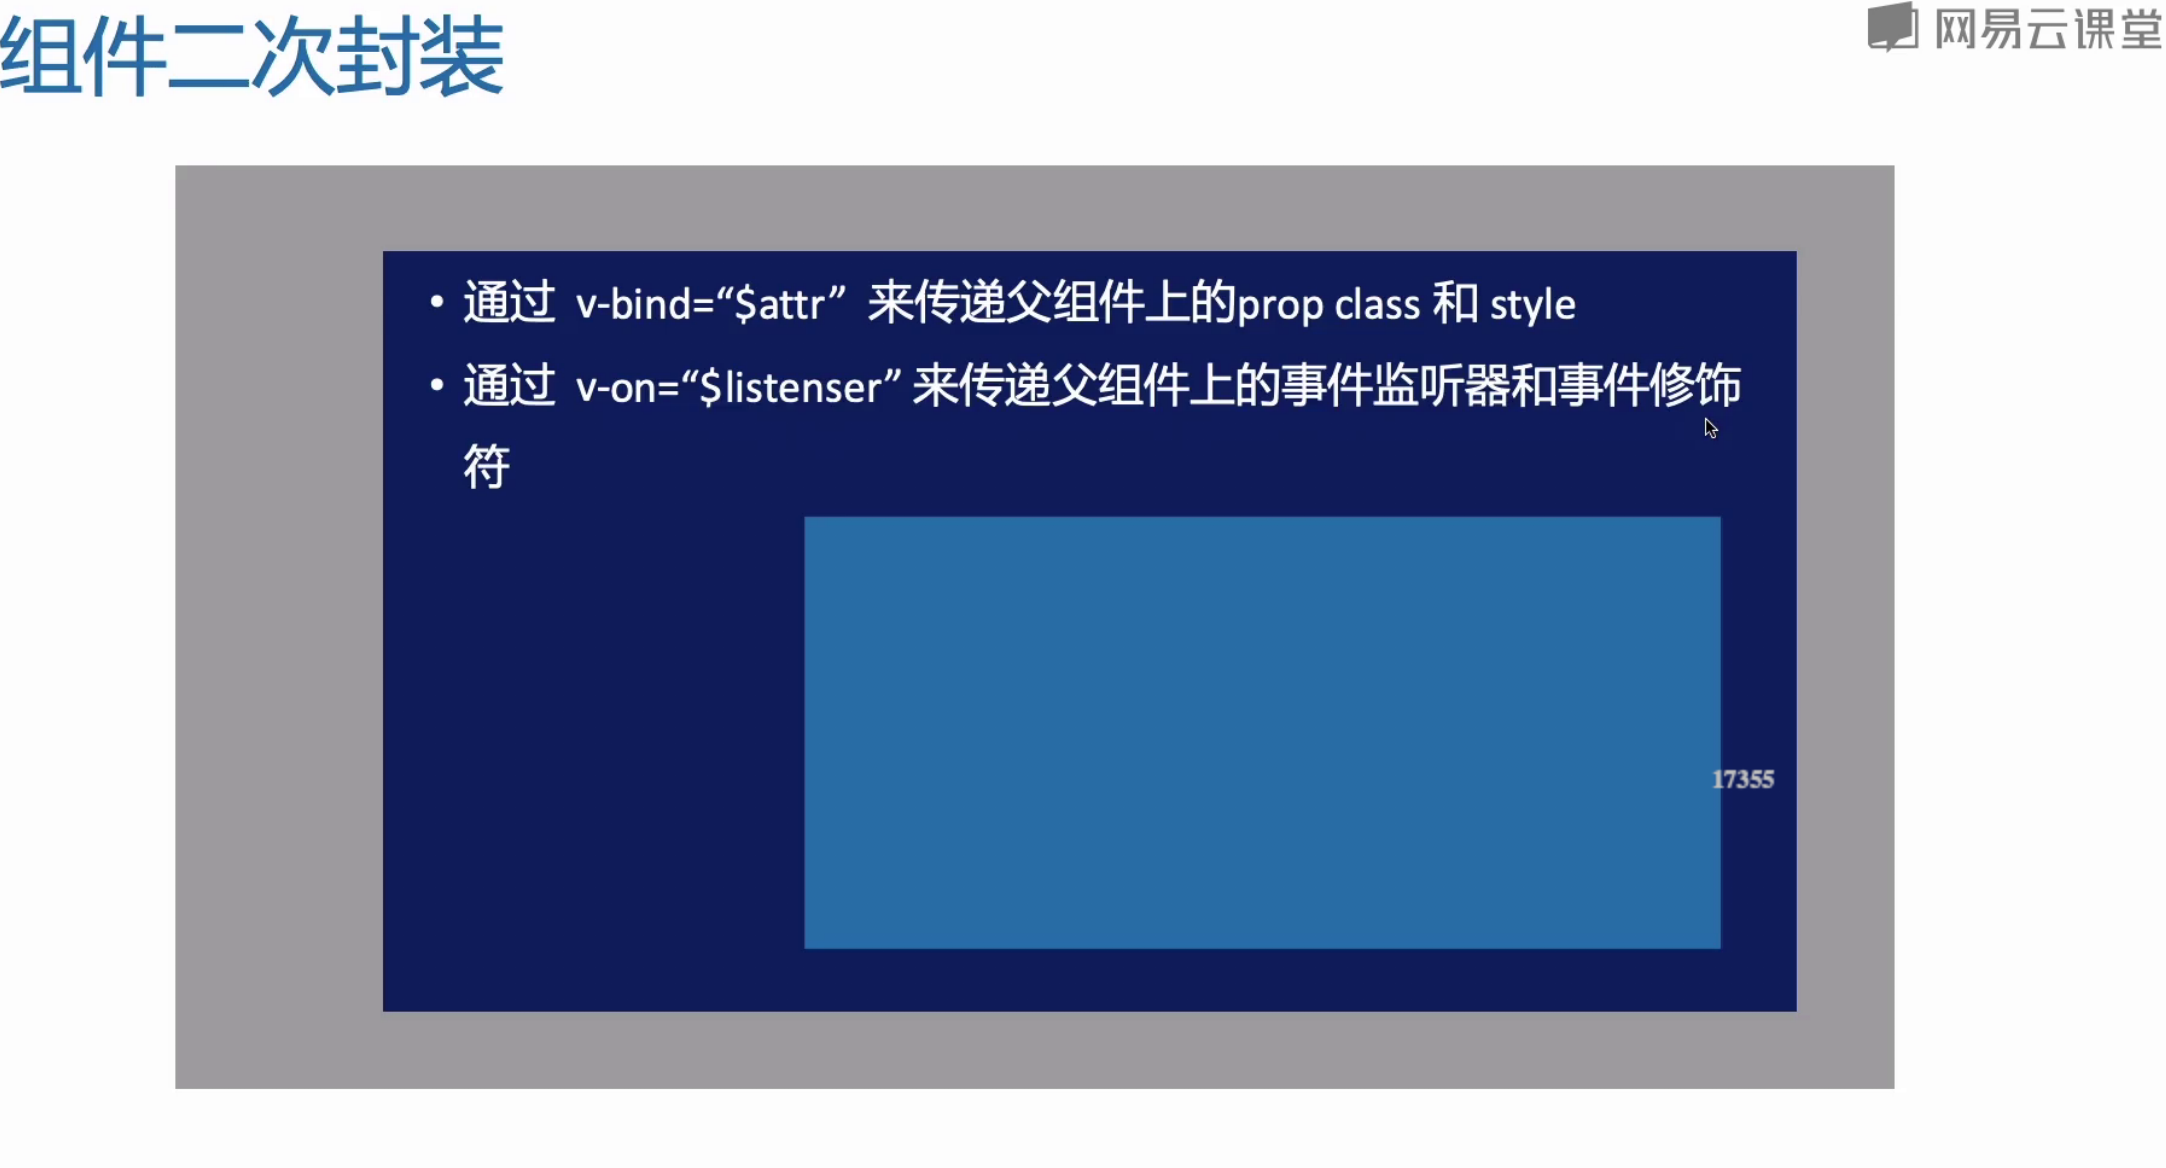 组件二次封装
网易云课堂
• 通过 v-bind=“$attr” 来传递父组件上的prop class 和 style
• 通过 v-on=“$listenser” 来传递父组件上的事件监听器和事件修饰
符
17355